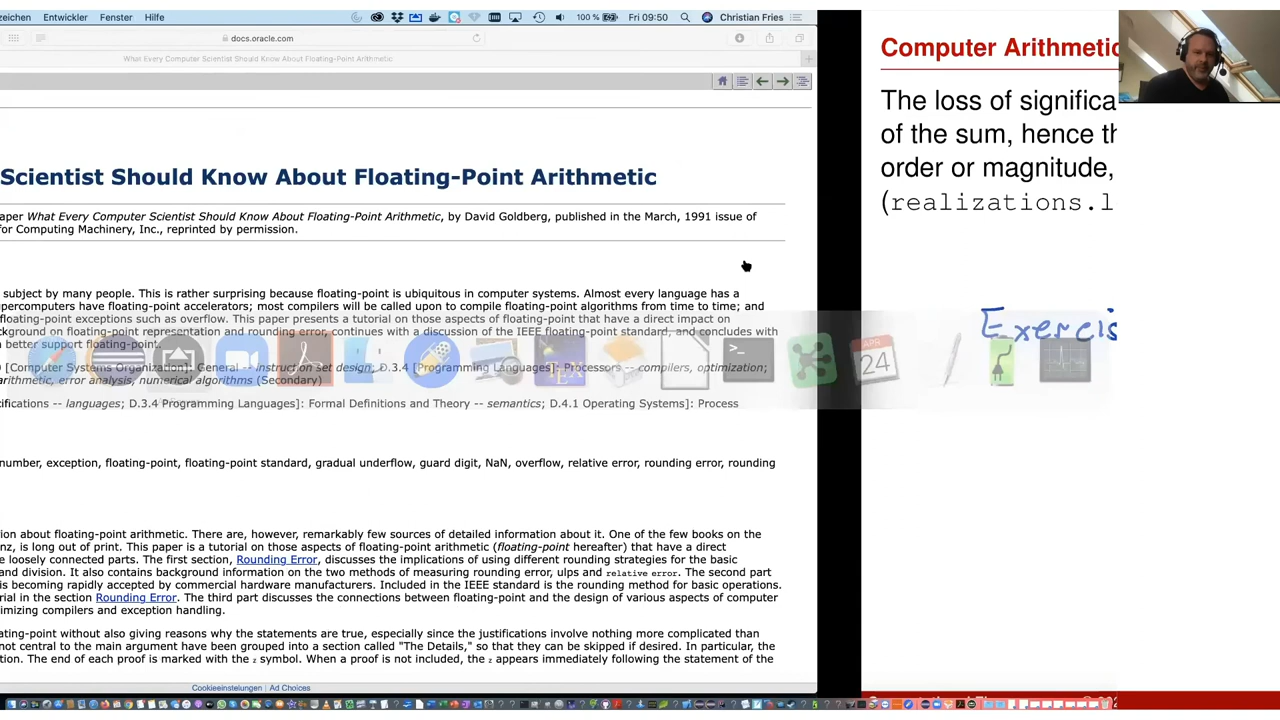 zeichen Entwickler Fenster Hilfe 100 % Fri 09:50 Christian Fries
docs.oracle.com
What Every Computer Scientist Should Know About Floating-Point Arithmetic
Scientist Should Know About Floating-Point Arithmetic
aper What Every Computer Scientist Should Know About Floating-Point Arithmetic, by David Goldberg, published in the March, 1991 issue of
for Computing Machinery, Inc., reprinted by permission.
subject by many people. This is rather surprising because floating-point is ubiquitous in computer systems. Almost every language has a
upercomputers have floating-point accelerators; most compilers will be called upon to compile floating-point algorithms from time to time; and
floating-point exceptions such as overflow. This paper presents a tutorial on those aspects of floating-point that have a direct impact on
kground on floating-point representation and rounding error, continues with a discussion of the IEEE floating-point standard, and concludes with
better support floating-point.
[Computer Systems Organization]: General -- instruction set design; D.3.4 [Programming Languages]: Processors -- compilers, optimization;
arithmetic, error analysis, numerical algorithms (Secondary)
ifications -- languages; D.3.4 Programming Languages]: Formal Definitions and Theory -- semantics; D.4.1 Operating Systems]: Process
number, exception, floating-point, floating-point standard, gradual underflow, guard digit, NaN, overflow, relative error, rounding error, rounding
ion about floating-point arithmetic. There are, however, remarkably few sources of detailed information about it. One of the few books on the
nz, is long out of print. This paper is a tutorial on those aspects of floating-point arithmetic (floating-point hereafter) that have a direct
e loosely connected parts. The first section, Rounding Error, discusses the implications of using different rounding strategies for the basic
and division. It also contains background information on the two methods of measuring rounding error, ulps and relative error. The second part
is becoming rapidly accepted by commercial hardware manufacturers. Included in the IEEE standard is the rounding method for basic operations.
rial in the section Rounding Error. The third part discusses the connections between floating-point and the design of various aspects of computer
imizing compilers and exception handling.
ating-point without also giving reasons why the statements are true, especially since the justifications involve nothing more complicated than
not central to the main argument have been grouped into a section called "The Details," so that they can be skipped if desired. In particular, the
tion. The end of each proof is marked with the z symbol. When a proof is not included, the z appears immediately following the statement of the
Cookieeinstelungen | Ad Choices
Computer Arithmetic
The loss of significa
of the sum, hence th
order or magnitude,
(realizations.l
Exercis
APR
24